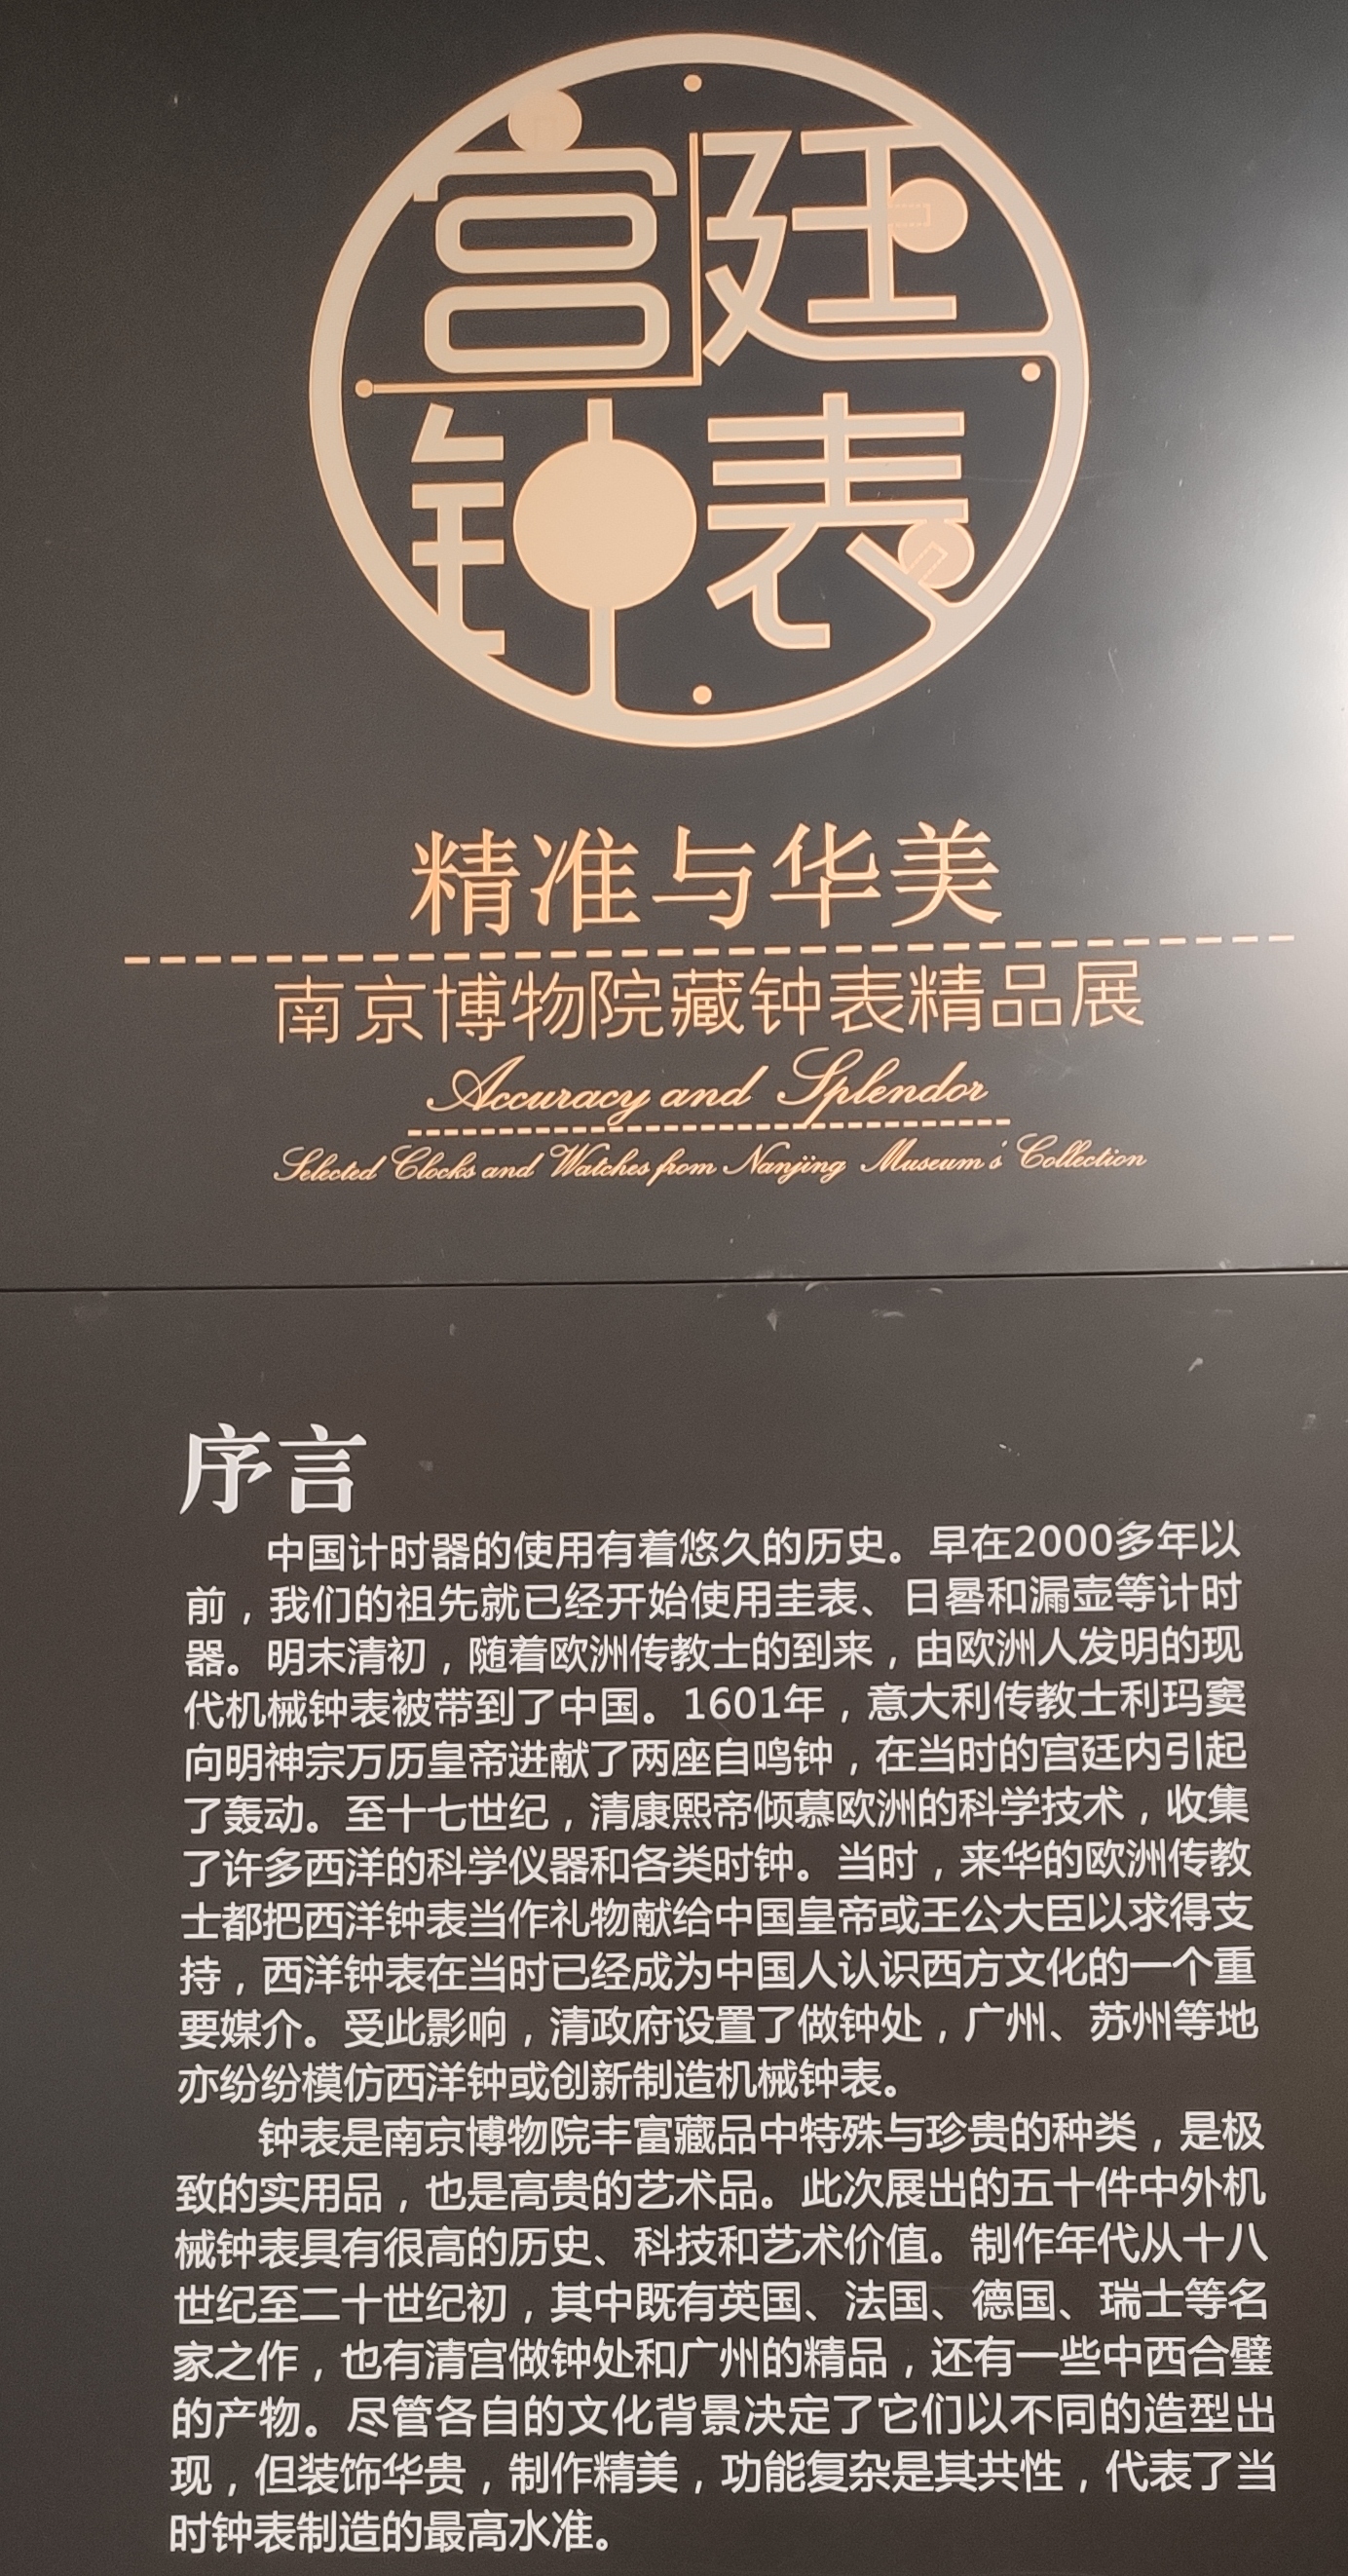 宫廷
钟表
精准与华美
南京博物院藏钟表精品展
Accuracy and Splendor
Selected Clocks and Watches from Nanjing Museum's Collection
序言
中国计时器的使用有着悠久的历史。早在2000多年以
前，我们的祖先就已经开始使用圭表、日晷和漏壶等计时
器。明末清初，随着欧洲传教士的到来，由欧洲人发明的现
代机械钟表被带到了中国。1601年，意大利传教士利玛窦
向明神宗万历皇帝进献了两座自鸣钟，在当时的宫廷内引起
了轰动。至十七世纪，清康熙帝倾慕欧洲的科学技术，收集
了许多西洋的科学仪器和各类时钟。当时，来华的欧洲传教
士都把西洋钟表当作礼物献给中国皇帝或王公大臣以求得支
持，西洋钟表在当时已经成为中国人认识西方文化的一个重
要媒介。受此影响，清政府设置了做钟处，广州、苏州等地
亦纷纷模仿西洋钟或创新制造机械钟表。
钟表是南京博物院丰富藏品中特殊与珍贵的种类，是极
致的实用品，也是高贵的艺术品。此次展出的五十件中外机
械钟表具有很高的历史、科技和艺术价值。制作年代从十八
世纪至二十世纪初，其中既有英国、法国、德国、瑞士等名
家之作，也有清宫做钟处和广州的精品，还有一些中西合璧
的产物。尽管各自的文化背景决定了它们以不同的造型出
现，但装饰华贵，制作精美，功能复杂是其共性，代表了当
时钟表制造的最高水准。